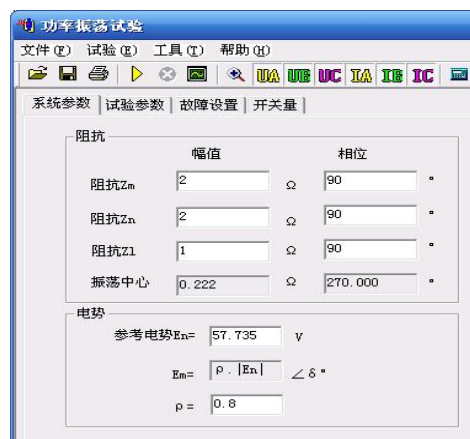 功率振荡试验
文件(F) 试验(E) 工具(T) 帮助(H)
UA UB UC IA IB IC
系统参数 试验参数 故障设置 开关量
阻抗
幅值 相位
阻抗Zm 2 Ω 90 °
阻抗Zn 2 Ω 90 °
阻抗Zl 1 Ω 90 °
振荡中心 0.222 Ω 270.000 °
电势
参考电势En= 57.735 V
Em= ρ.|En| ∠δ°
ρ= 0.8